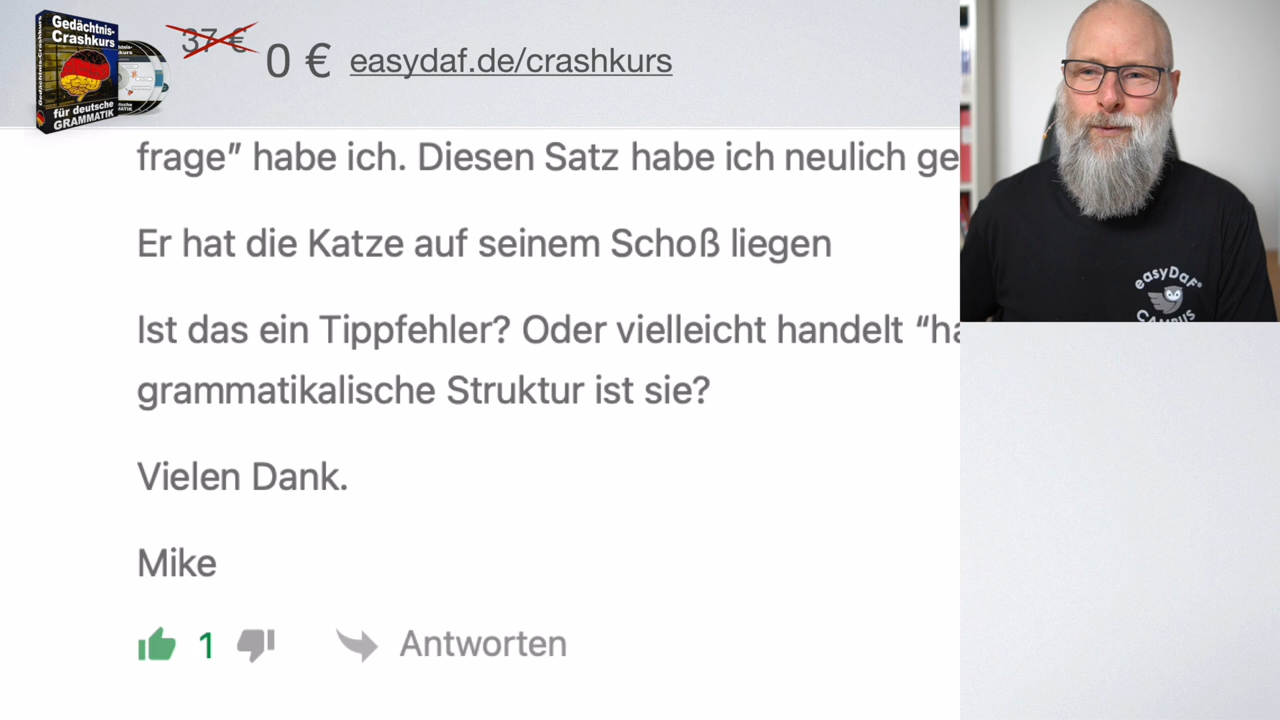 Gedächtnis-
Crashkurs
für deutsche
GRAMMATIK
37 €
0 €
easydaf.de/crashkurs
frage” habe ich. Diesen Satz habe ich neulich ge
Er hat die Katze auf seinem Schoß liegen
Ist das ein Tippfehler? Oder vielleicht handelt “ha
grammatikalische Struktur ist sie?
Vielen Dank.
Mike
1
Antworten
easyDaF®
CAMPUS